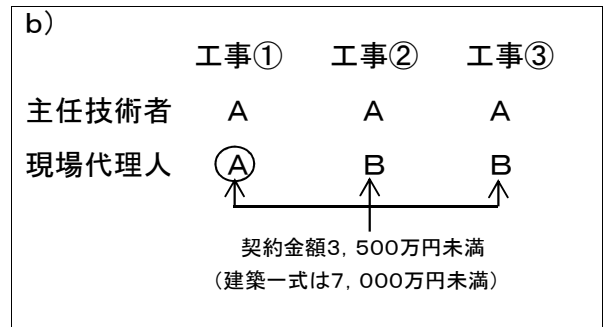 b）
工事① 工事② 工事③
主任技術者 A A A
現場代理人 A B B
契約金額3，500万円未満
（建築一式は7，000万円未満）